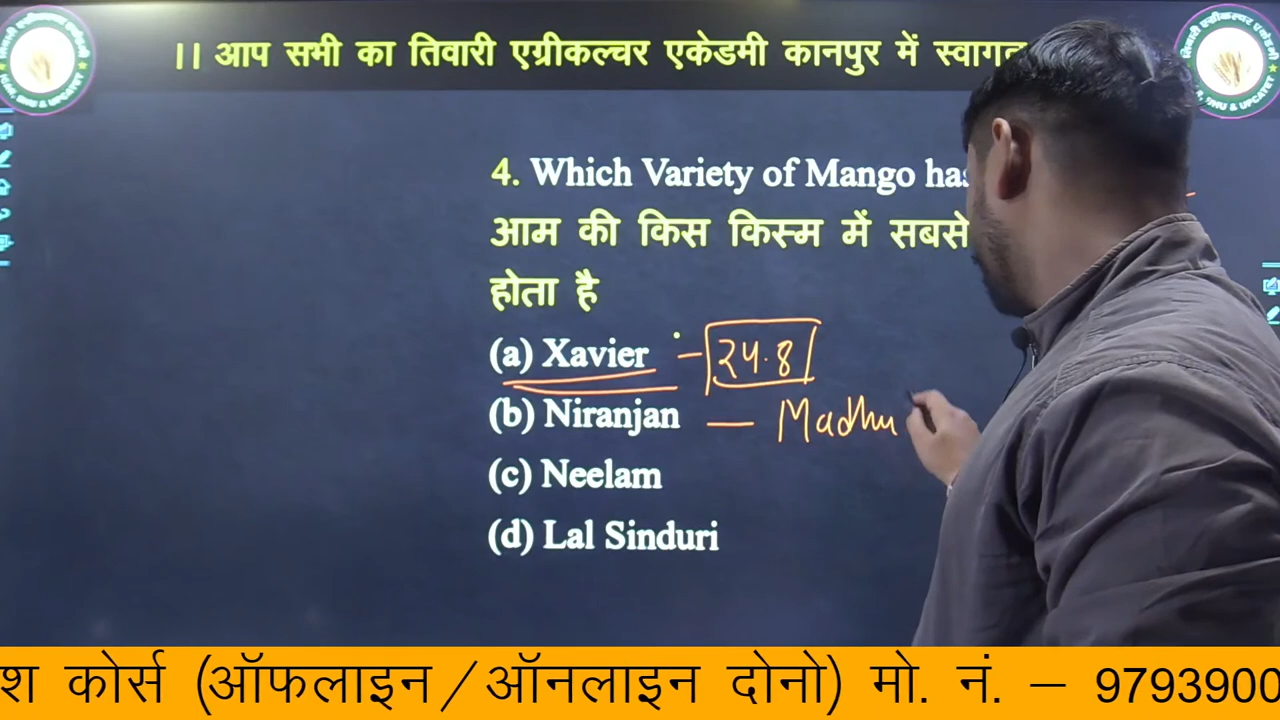 ।। आप सभी का तिवारी एग्रीकल्चर एकेडमी कानपुर में स्वागत
4. Which Variety of Mango has
आम की किस किस्म में सबसे
होता है
(a) Xavier – २५.8
(b) Niranjan — Madhu
(c) Neelam
(d) Lal Sinduri
श कोर्स (ऑफलाइन/ऑनलाइन दोनो) मो. नं. – 9793900